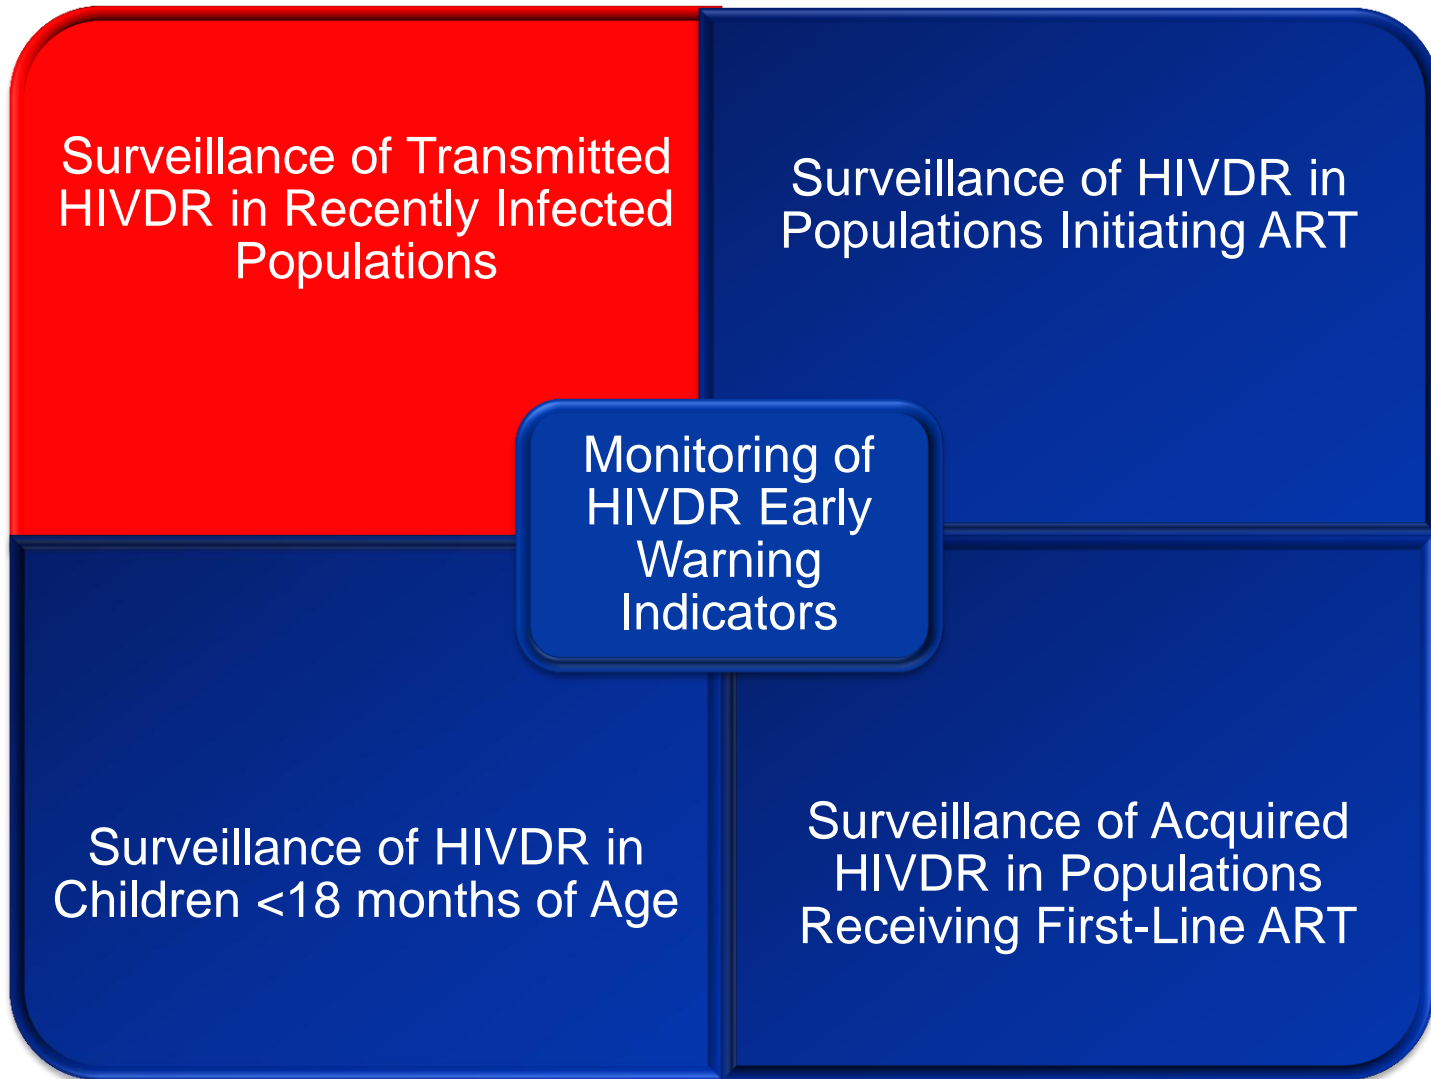 Surveillance of Transmitted
HIVDR in Recently Infected
Populations
Surveillance of HIVDR in
Populations Initiating ART
Monitoring of
HIVDR Early
Warning
Indicators
Surveillance of HIVDR in
Children <18 months of Age
Surveillance of Acquired
HIVDR in Populations
Receiving First-Line ART